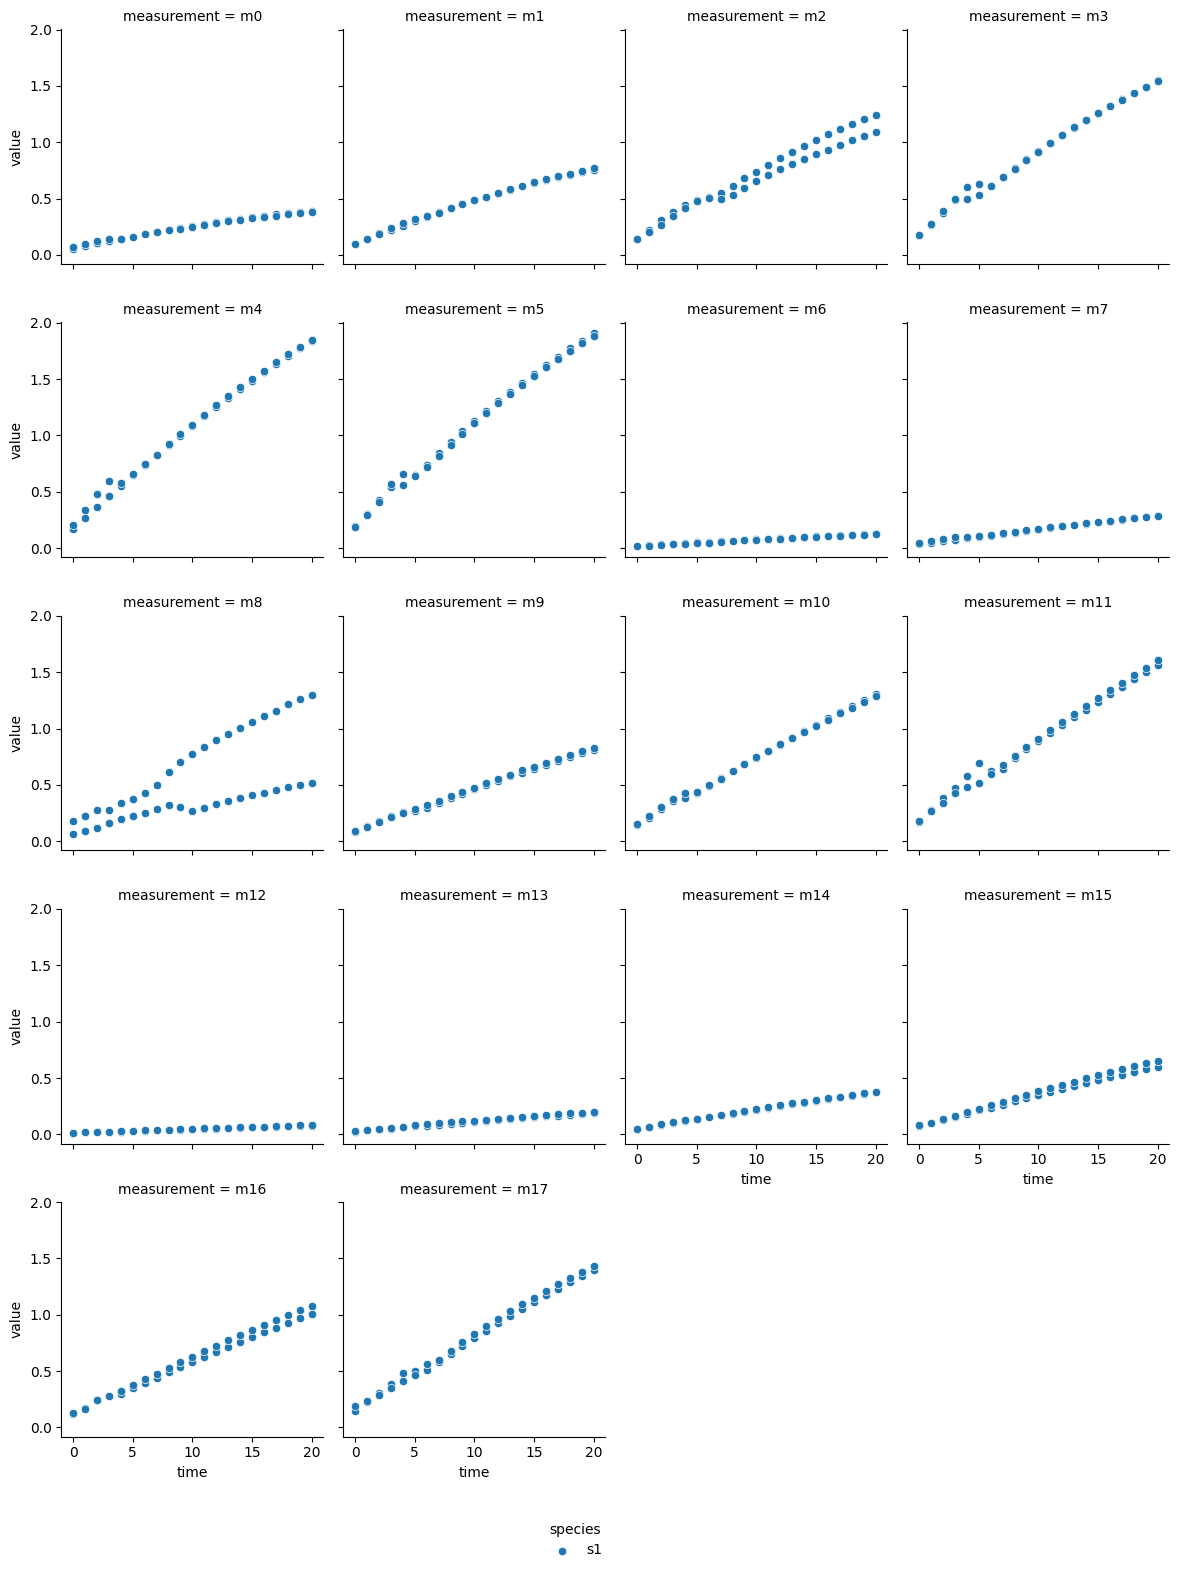 measurement = m0
measurement = m1
measurement = m2
measurement = m3
2.0
1.5
1.0
0.5
0.0
value
measurement = m4
measurement = m5
measurement = m6
measurement = m7
2.0
1.5
1.0
0.5
0.0
value
measurement = m8
measurement = m9
measurement = m10
measurement = m11
2.0
1.5
1.0
0.5
0.0
value
measurement = m12
measurement = m13
measurement = m14
measurement = m15
2.0
1.5
1.0
0.5
0.0
value
0 5 10 15 20
time
0 5 10 15 20
time
measurement = m16
measurement = m17
2.0
1.5
1.0
0.5
0.0
value
0 5 10 15 20
time
0 5 10 15 20
time
species
s1